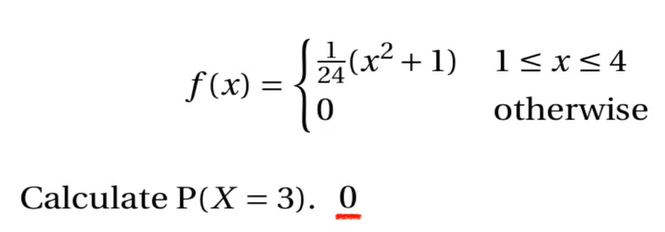 f(x) = { 1/24 (x² + 1) 1 ≤ x ≤ 4
0 otherwise
Calculate P(X = 3). 0